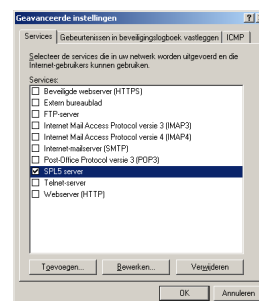 Geavanceerde instellingen
Services
Gebeurtenissen in beveiligingslogboek vastleggen
ICMP
Selecteer de services die in uw netwerk worden uitgevoerd en die
Internet-gebruikers kunnen gebruiken.
Services:
Beveiligde webserver (HTTPS)
Extern bureaublad
FTP-server
Internet Mail Access Protocol versie 3 (IMAP3)
Internet Mail Access Protocol versie 4 (IMAP4)
Internet-mailserver (SMTP)
Post-Office Protocol versie 3 (POP3)
SPL5 server
Telnet-server
Webserver (HTTP)
Toevoegen...
Bewerken...
Verwijderen
OK
Annuleren